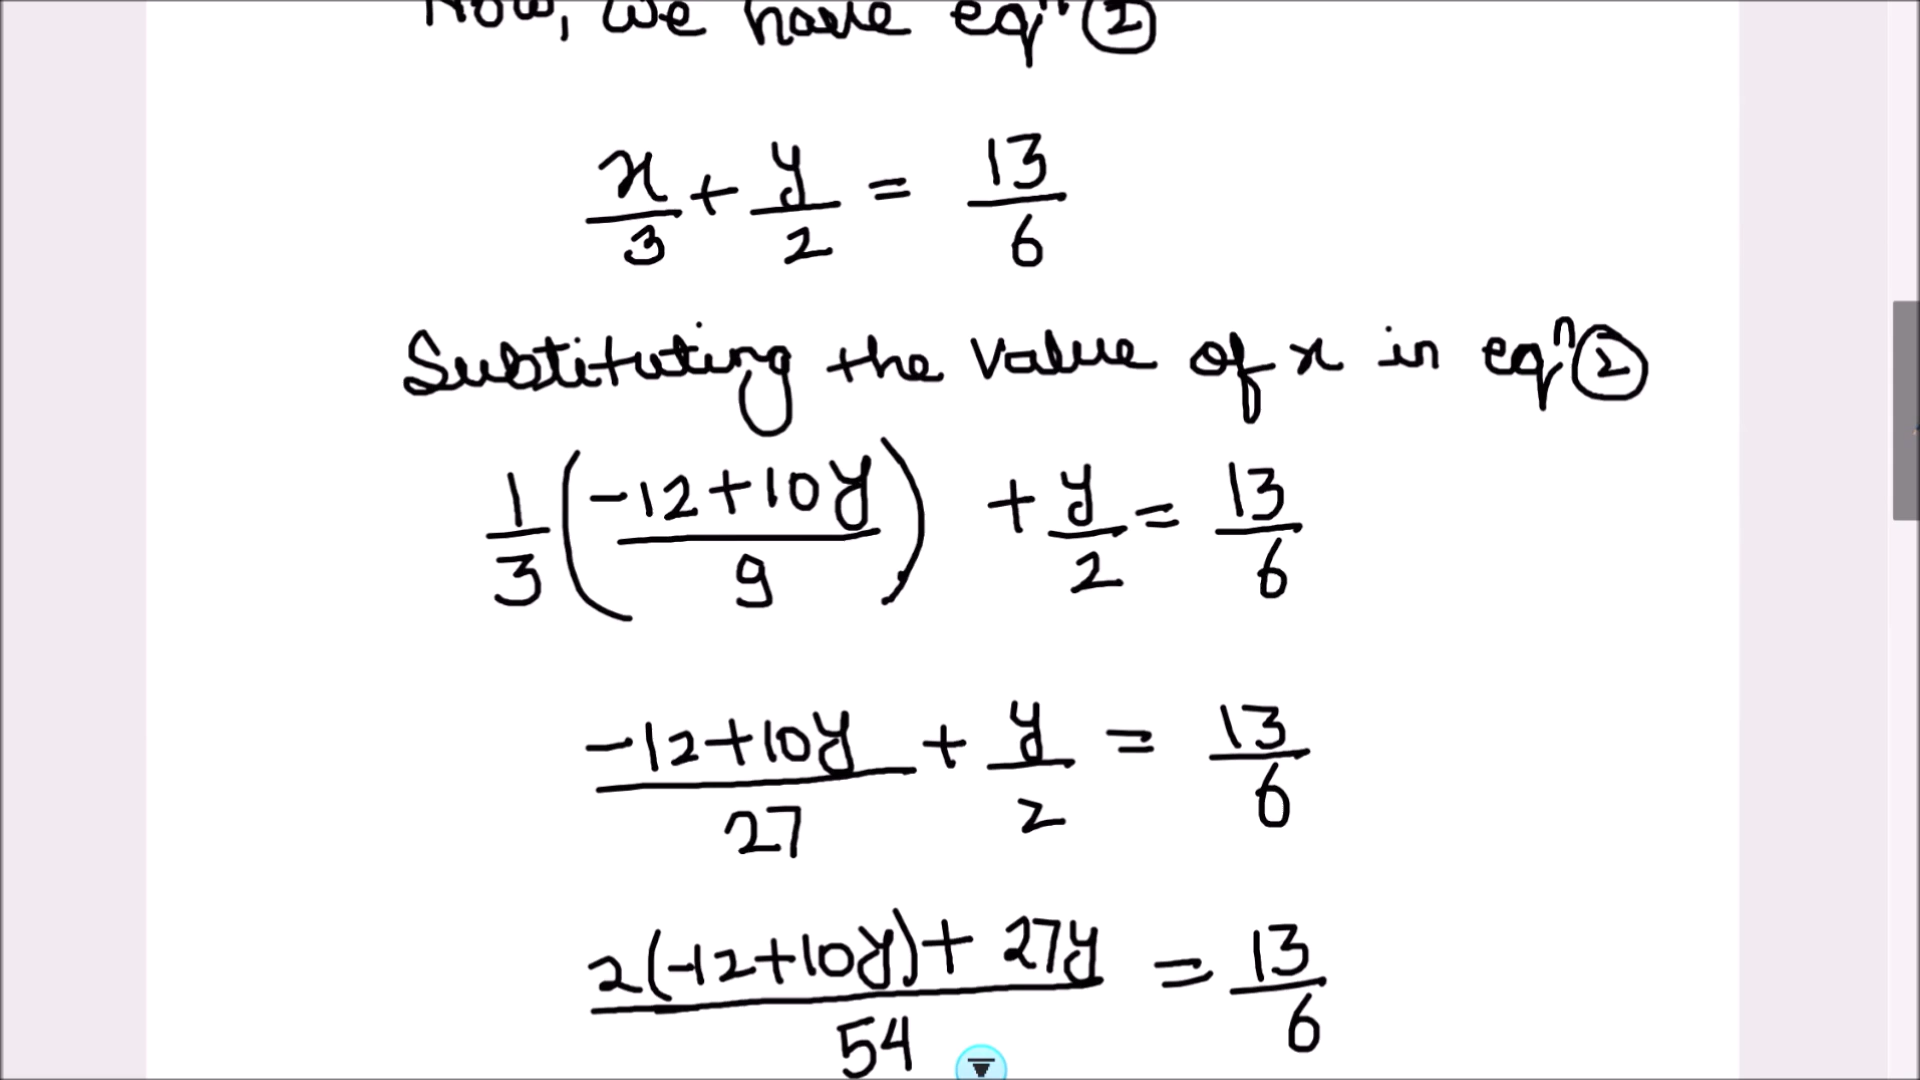 Now, we have eqⁿ ②
x/3 + y/2 = 13/6
Substituting the value of x in eqⁿ ②
1/3 (-12+10y / 9) + y/2 = 13/6
-12+10y / 27 + y/2 = 13/6
2(-12+10y) + 27y / 54 = 13/6